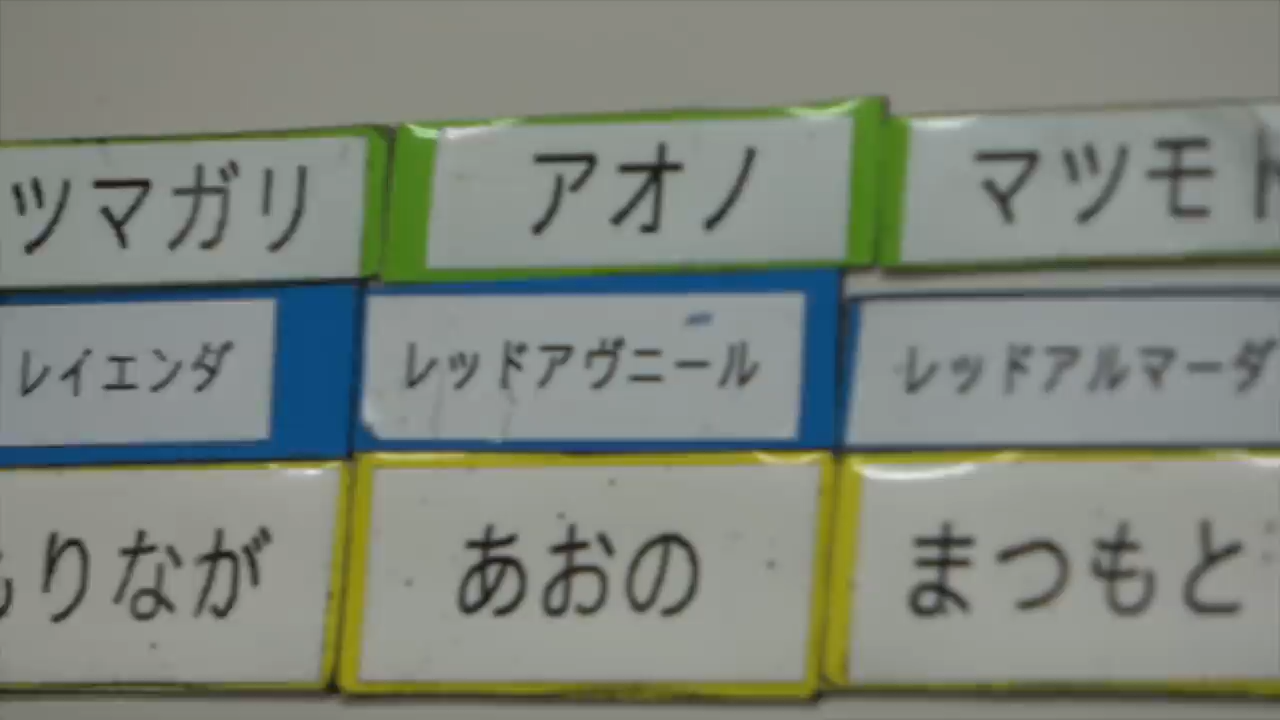 ツマガリ アオノ マツモト
レイエンダ レッドアヴニール レッドアルマーダ
もりなが あおの まつもと